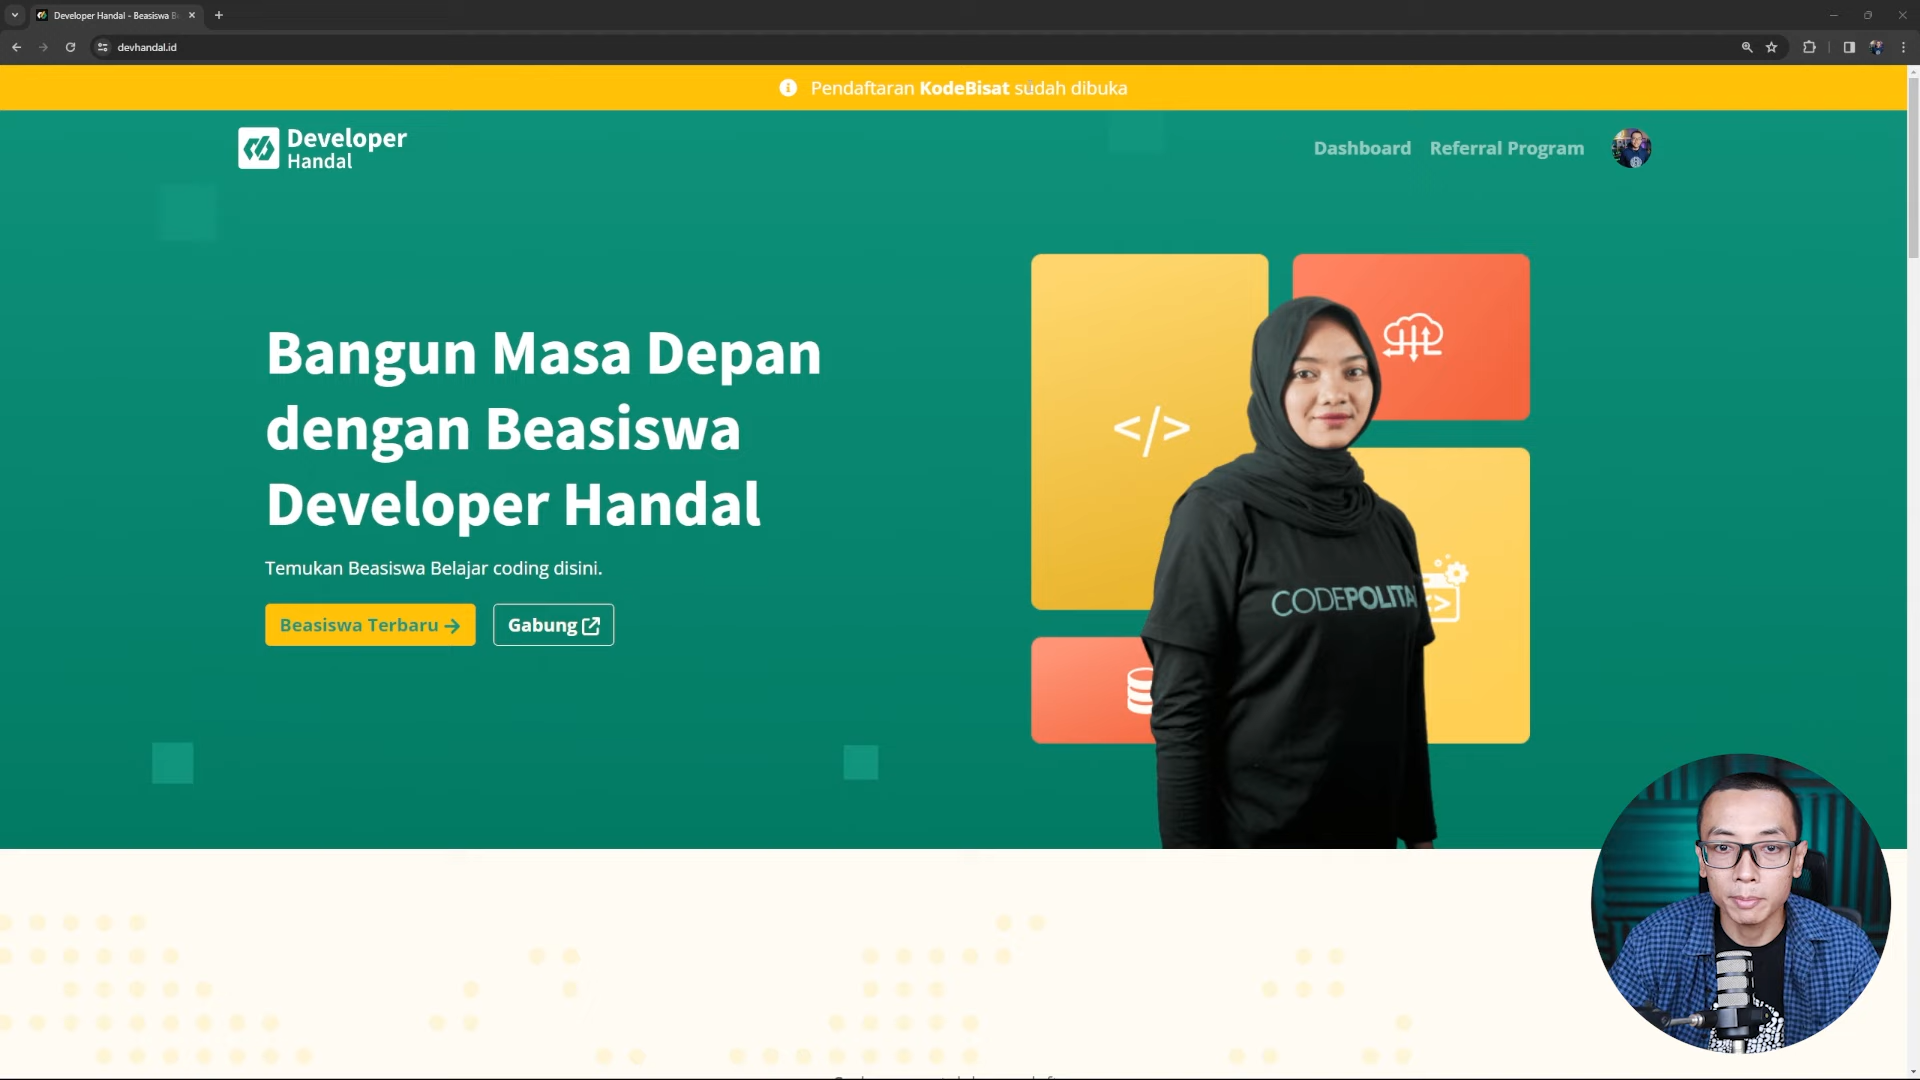 Developer Handal - Beasiswa B
devhandal.id
Pendaftaran KodeBisat sudah dibuka
Developer
Handal
Dashboard
Referral Program
Bangun Masa Depan
dengan Beasiswa
Developer Handal
Temukan Beasiswa Belajar coding disini.
Beasiswa Terbaru
Gabung
</>
CODEPOLITA